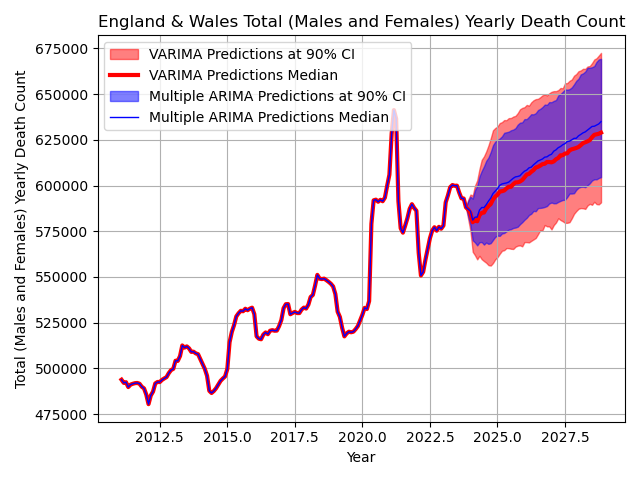 England & Wales Total (Males and Females) Yearly Death Count
Total (Males and Females) Yearly Death Count
675000
650000
625000
600000
575000
550000
525000
500000
475000
VARIMA Predictions at 90% CI
VARIMA Predictions Median
Multiple ARIMA Predictions at 90% CI
Multiple ARIMA Predictions Median
2012.5 2015.0 2017.5 2020.0 2022.5 2025.0 2027.5
Year